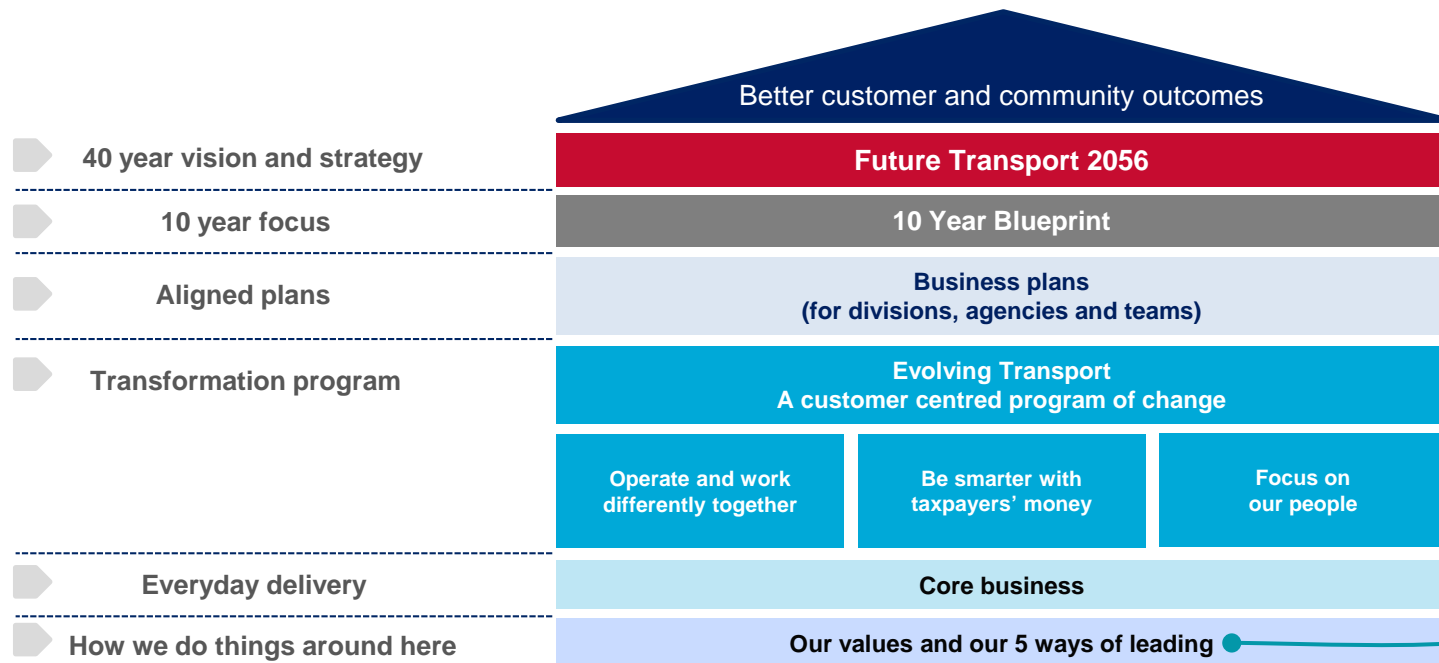 Better customer and community outcomes
40 year vision and strategy
Future Transport 2056
10 year focus
10 Year Blueprint
Aligned plans
Business plans
(for divisions, agencies and teams)
Transformation program
Evolving Transport
A customer centred program of change
Operate and work
differently together
Be smarter with
taxpayers’ money
Focus on
our people
Everyday delivery
Core business
How we do things around here
Our values and our 5 ways of leading